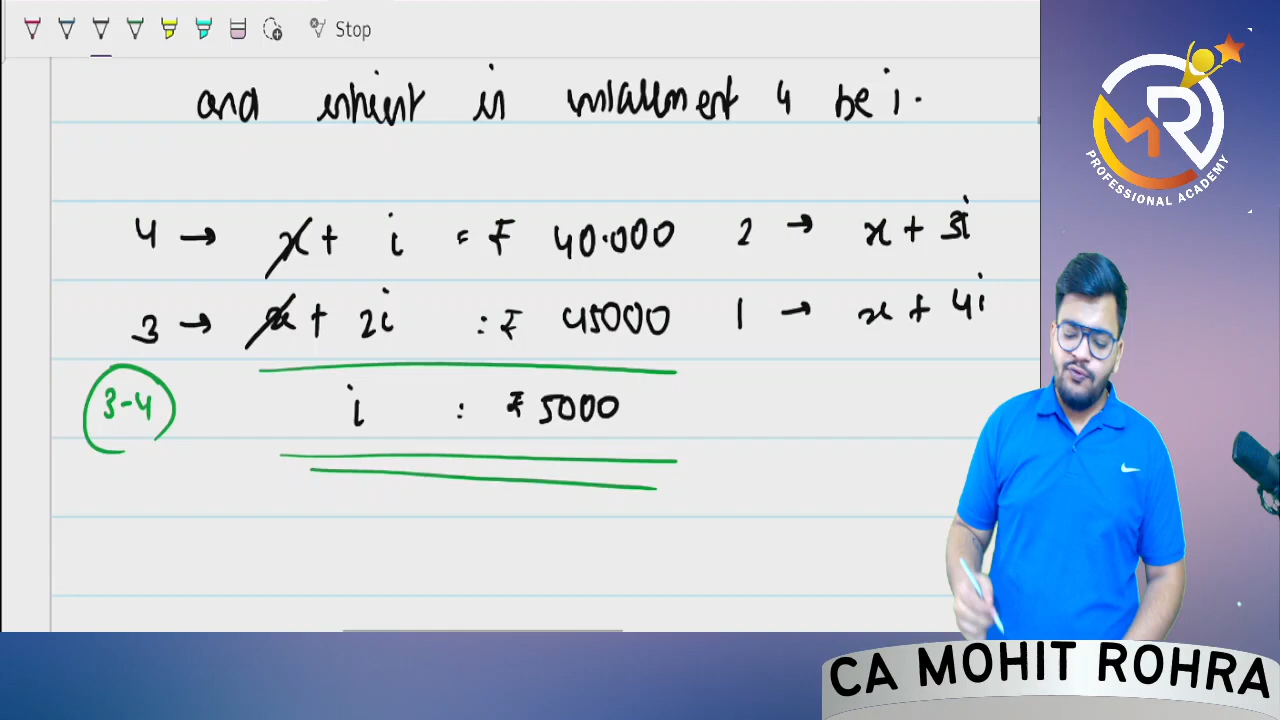 Stop
and interest in installment 4 be i.
4 → x + i = ₹ 40.000 2 → x + 3i
3 → x + 2i : ₹ 45000 1 → x + 4i
3-4 i : ₹ 5000
MR
PROFESSIONAL ACADEMY
CA MOHIT ROHRA